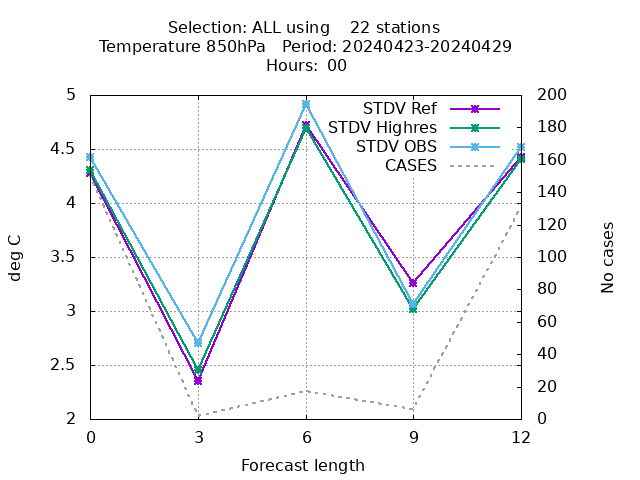 Selection: ALL using    22 stations
Temperature 850hPa   Period: 20240423-20240429
Hours: 00
5
4.5
4
3.5
3
2.5
2
200
180
160
140
120
100
80
60
40
20
0
STDV Ref
STDV Highres
STDV OBS
CASES
deg C
No cases
0 3 6 9 12
Forecast length